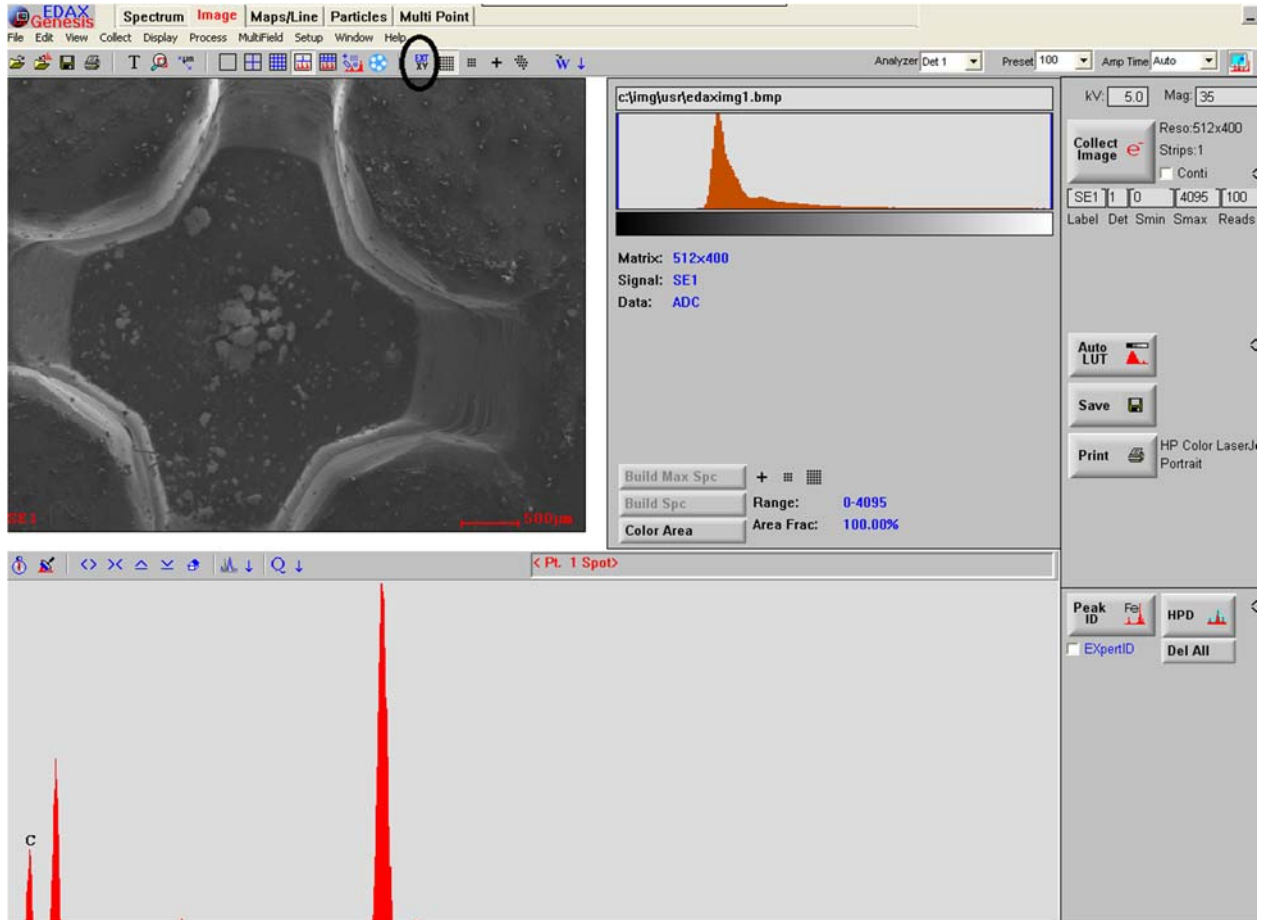 EDAX
Genesis
Spectrum Image Maps/Line Particles Multi Point
File Edit View Collect Display Process MultiField Setup Window Help
T EXT XY W Analyzer Det 1 Preset 100 Amp Time Auto
c:\img\usr\edaximg1.bmp
kV: 5.0 Mag: 35
Collect Image e-
Reso:512x400
Strips:1
Conti
SE1 1 0 4095 100
Label Det Smin Smax Reads
Matrix: 512x400
Signal: SE1
Data: ADC
Auto LUT
Save
Print
HP Color LaserJe
Portrait
Build Max Spc
Build Spc Range: 0-4095
Color Area Area Frac: 100.00%
SE1 500µm
Q < Pt. 1 Spot>
Peak ID Fe HPD
EXpertID Del All
C